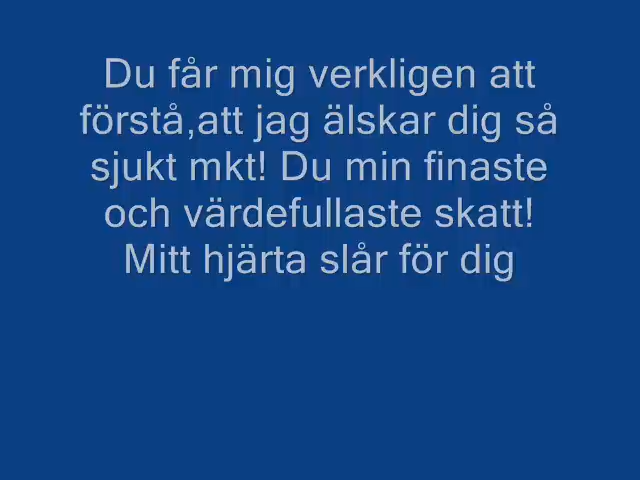 Du får mig verkligen att
förstå,att jag älskar dig så
sjukt mkt! Du min finaste
och värdefullaste skatt!
Mitt hjärta slår för dig